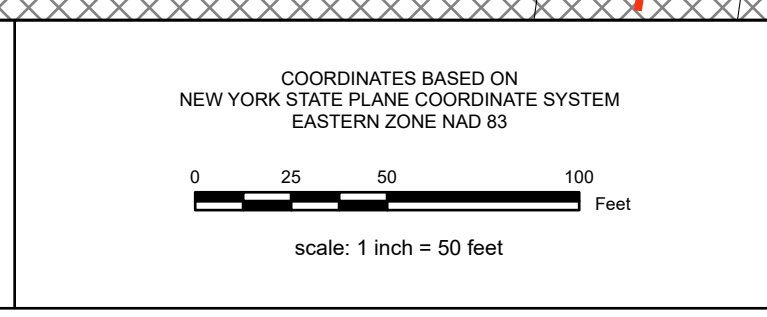 COORDINATES BASED ON
NEW YORK STATE PLANE COORDINATE SYSTEM
EASTERN ZONE NAD 83
0 25 50 100
Feet
scale: 1 inch = 50 feet